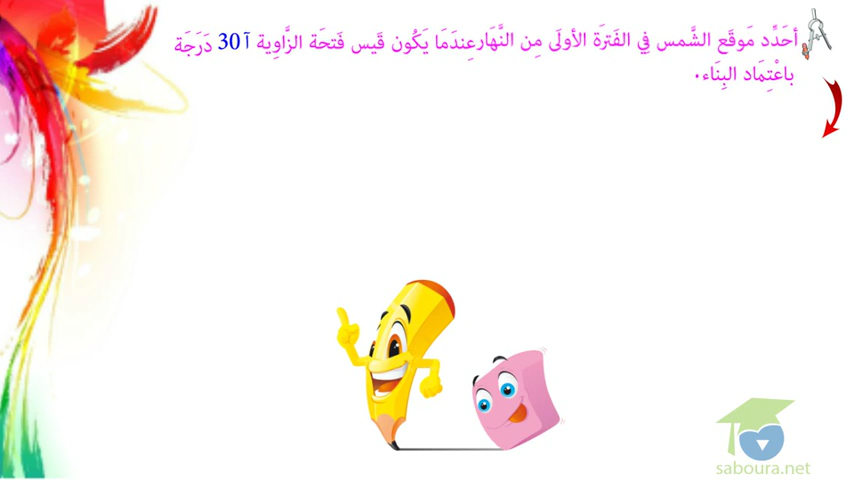 أحَدِّد مَوقَع الشَّمس فِي الفَترَة الأولَى مِن النَّهَارعِندَمَا يَكُون قَيس فَتحَة الزَّاوِية آ 30 دَرَجَة
باعْتِمَاد البِنَاء.
saboura.net